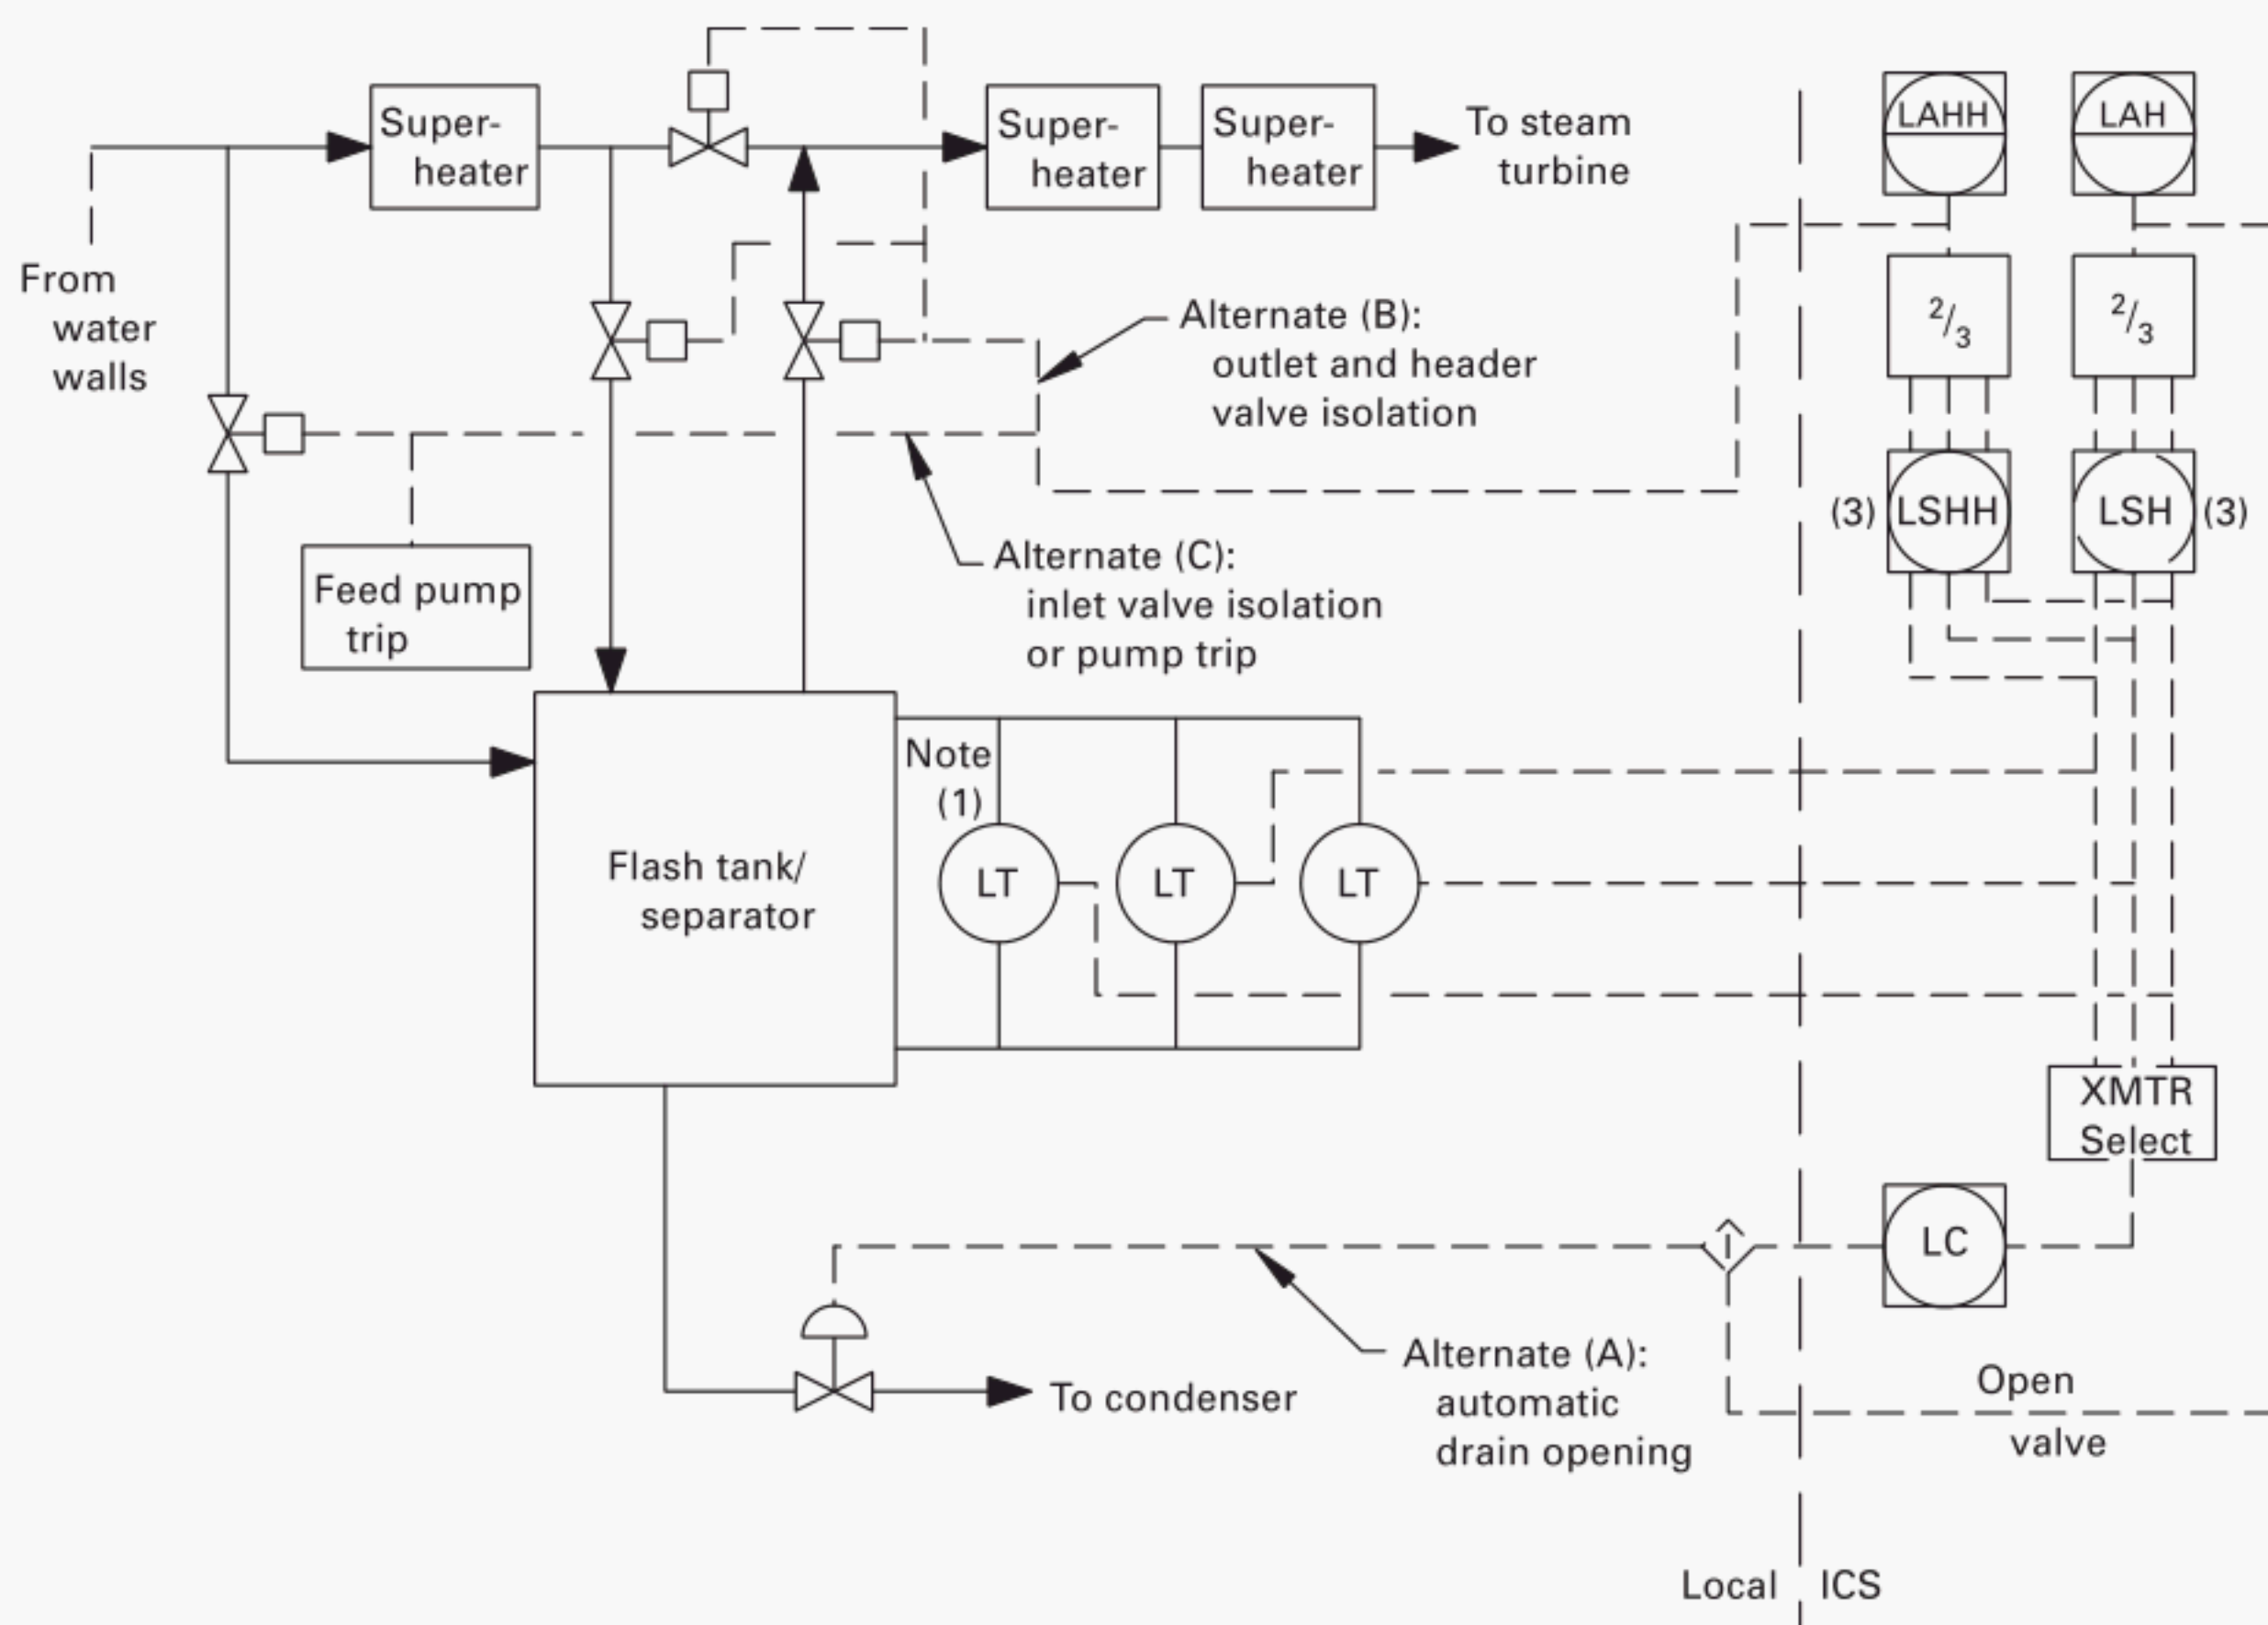 Super-
heater
Super-
heater
Super-
heater
To steam
turbine
LAHH
LAH
From
water
walls
2/3
2/3
Alternate (B):
outlet and header
valve isolation
(3)
LSHH
LSH
(3)
Alternate (C):
inlet valve isolation
or pump trip
Feed pump
trip
Note
(1)
Flash tank/
separator
LT
LT
LT
XMTR
Select
LC
Alternate (A):
automatic
drain opening
To condenser
Open
valve
Local
ICS